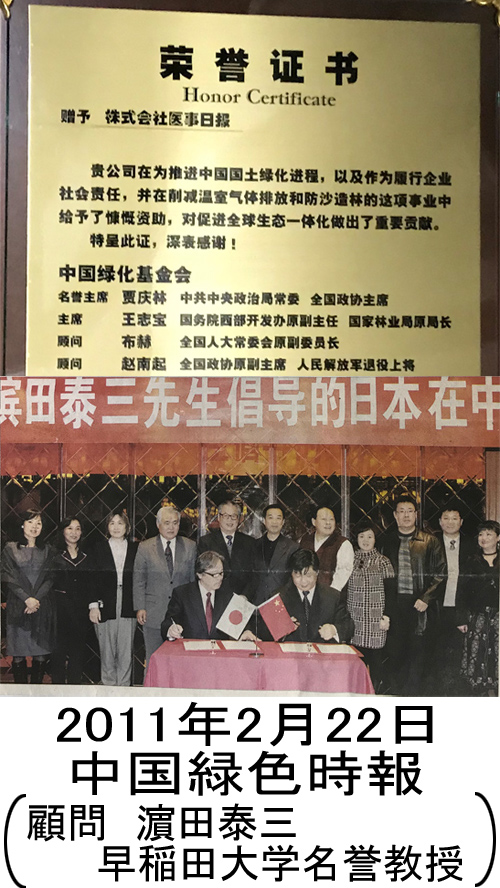 荣誉证书
Honor Certificate
赠予 株式会社医事日报
贵公司在为推进中国国土绿化进程，以及作为履行企业
社会责任，并在削减温室气体排放和防沙造林的这项事业中
给予了慷慨资助，对促进全球生态一体化做出了重要贡献。
特呈此证，深表感谢！
中国绿化基金会
名誉主席 贾庆林 中共中央政治局常委 全国政协主席
主席 王志宝 国务院西部开发办原副主任 国家林业局原局长
顾问 布赫 全国人大常委会原副委员长
顾问 赵南起 全国政协原副主席 人民解放军退役上将
滨田泰三先生倡导的日本在中
2011年2月22日
中国緑色時報
(顧問 濵田泰三
早稲田大学名誉教授)